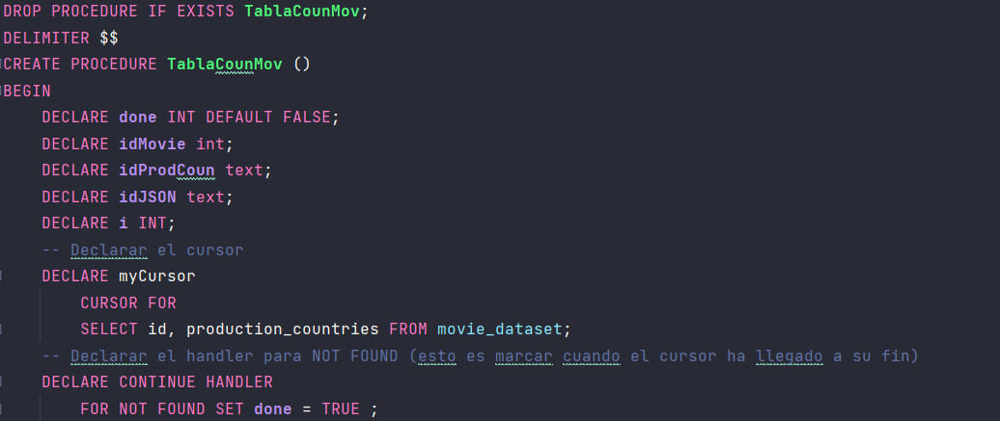 DROP PROCEDURE IF EXISTS TablaCounMov;
DELIMITER $$
CREATE PROCEDURE TablaCounMov ()
BEGIN
    DECLARE done INT DEFAULT FALSE;
    DECLARE idMovie int;
    DECLARE idProdCoun text;
    DECLARE idJSON text;
    DECLARE i INT;
    -- Declarar el cursor
    DECLARE myCursor
        CURSOR FOR
        SELECT id, production_countries FROM movie_dataset;
    -- Declarar el handler para NOT FOUND (esto es marcar cuando el cursor ha llegado a su fin)
    DECLARE CONTINUE HANDLER
        FOR NOT FOUND SET done = TRUE ;